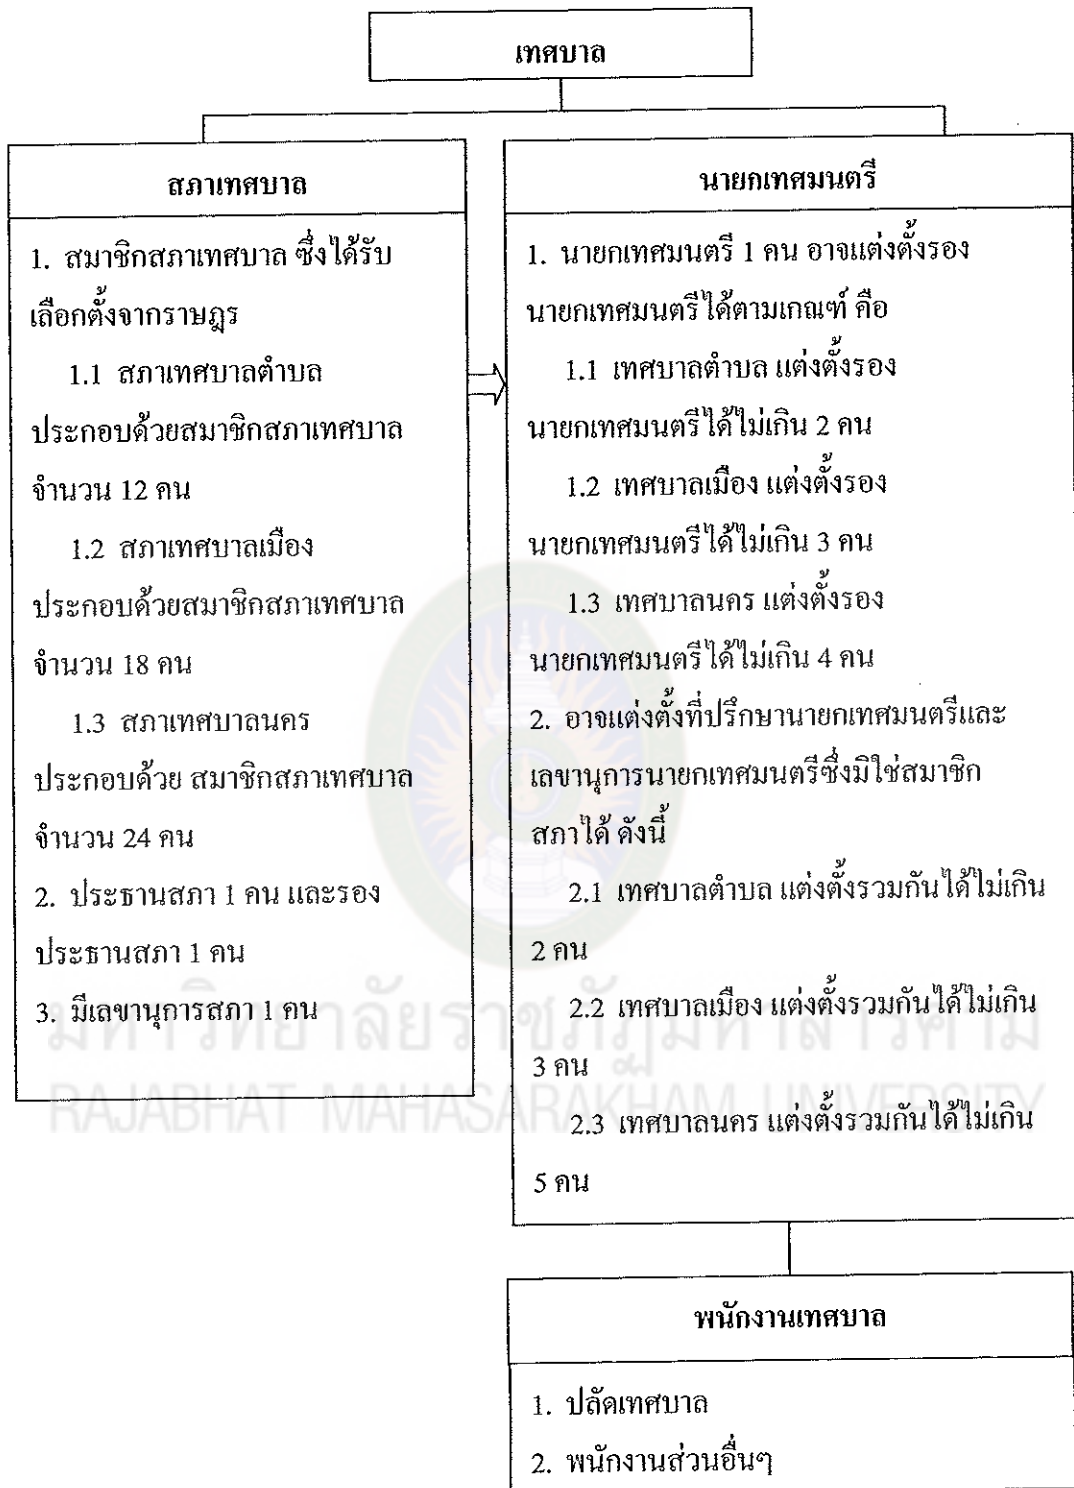 เทศบาล
สภาเทศบาล
1. สมาชิกสภาเทศบาล ซึ่งได้รับ
เลือกตั้งจากราษฎร
1.1 สภาเทศบาลตำบล
ประกอบด้วยสมาชิกสภาเทศบาล
จำนวน 12 คน
1.2 สภาเทศบาลเมือง
ประกอบด้วยสมาชิกสภาเทศบาล
จำนวน 18 คน
1.3 สภาเทศบาลนคร
ประกอบด้วย สมาชิกสภาเทศบาล
จำนวน 24 คน
2. ประธานสภา 1 คน และรอง
ประธานสภา 1 คน
3. มีเลขานุการสภา 1 คน
นายกเทศมนตรี
1. นายกเทศมนตรี 1 คน อาจแต่งตั้งรอง
นายกเทศมนตรีได้ตามเกณฑ์ คือ
1.1 เทศบาลตำบล แต่งตั้งรอง
นายกเทศมนตรีได้ไม่เกิน 2 คน
1.2 เทศบาลเมือง แต่งตั้งรอง
นายกเทศมนตรีได้ไม่เกิน 3 คน
1.3 เทศบาลนคร แต่งตั้งรอง
นายกเทศมนตรีได้ไม่เกิน 4 คน
2. อาจแต่งตั้งที่ปรึกษานายกเทศมนตรีและ
เลขานุการนายกเทศมนตรีซึ่งมิใช่สมาชิก
สภาได้ ดังนี้
2.1 เทศบาลตำบล แต่งตั้งรวมกันได้ไม่เกิน
2 คน
2.2 เทศบาลเมือง แต่งตั้งรวมกันได้ไม่เกิน
3 คน
2.3 เทศบาลนคร แต่งตั้งรวมกันได้ไม่เกิน
5 คน
พนักงานเทศบาล
1. ปลัดเทศบาล
2. พนักงานส่วนอื่นๆ
มหาวิทยาลัยราชภัฏมหาสารคาม
RAJABHAT MAHASARAKHAM UNIVERSITY